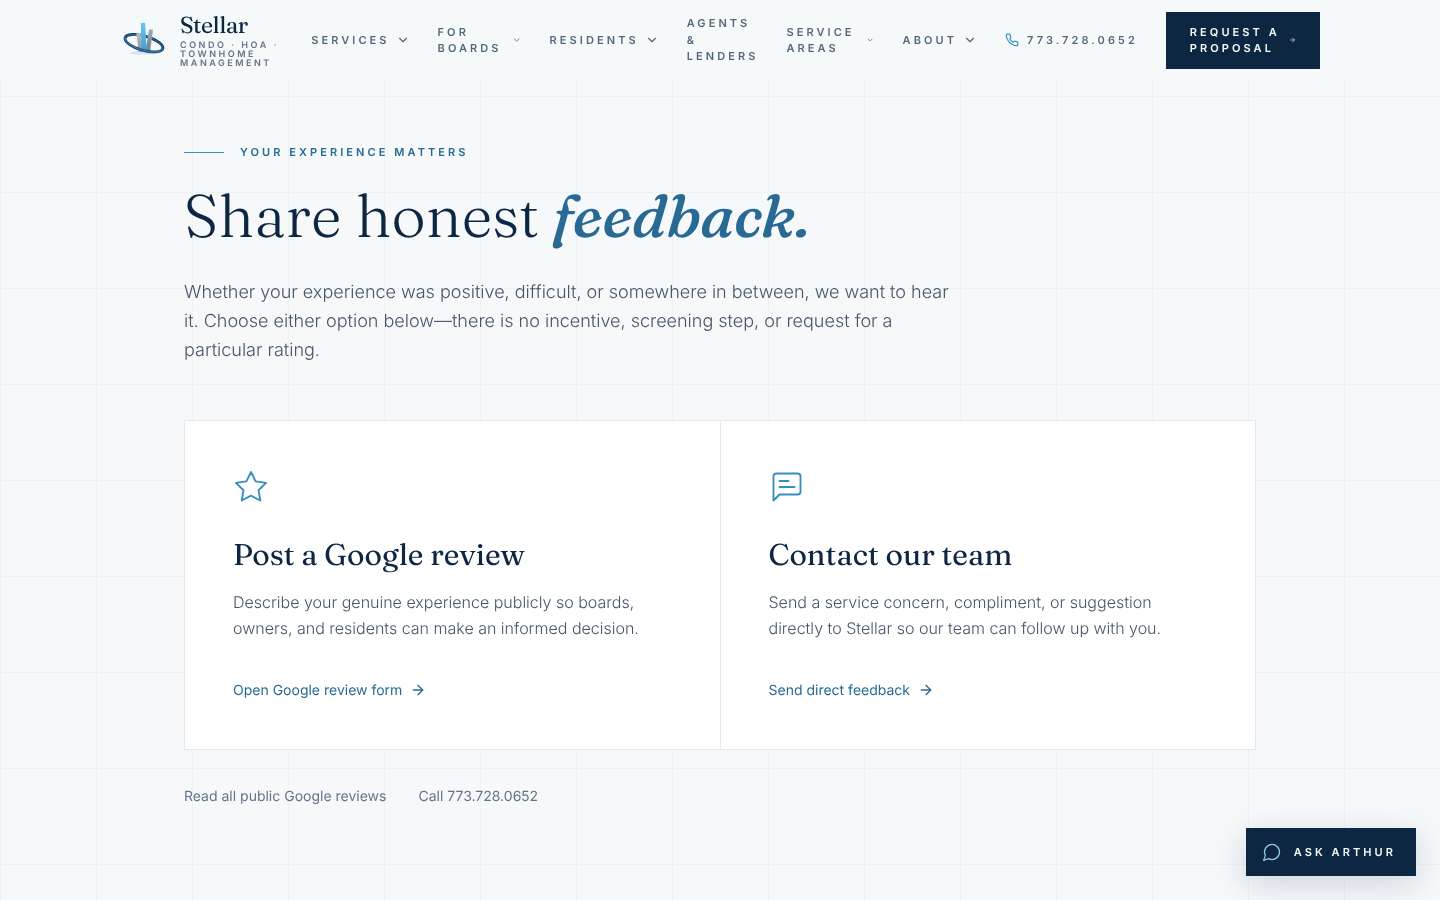 Stellar
CONDO · HOA ·
TOWNHOME
MANAGEMENT
SERVICES
FOR
BOARDS
RESIDENTS
AGENTS
&
LENDERS
SERVICE
AREAS
ABOUT
773.728.0652
REQUEST A
PROPOSAL
YOUR EXPERIENCE MATTERS
Share honest feedback.
Whether your experience was positive, difficult, or somewhere in between, we want to hear
it. Choose either option below—there is no incentive, screening step, or request for a
particular rating.
Post a Google review
Describe your genuine experience publicly so boards,
owners, and residents can make an informed decision.
Open Google review form
Contact our team
Send a service concern, compliment, or suggestion
directly to Stellar so our team can follow up with you.
Send direct feedback
Read all public Google reviews
Call 773.728.0652
ASK ARTHUR